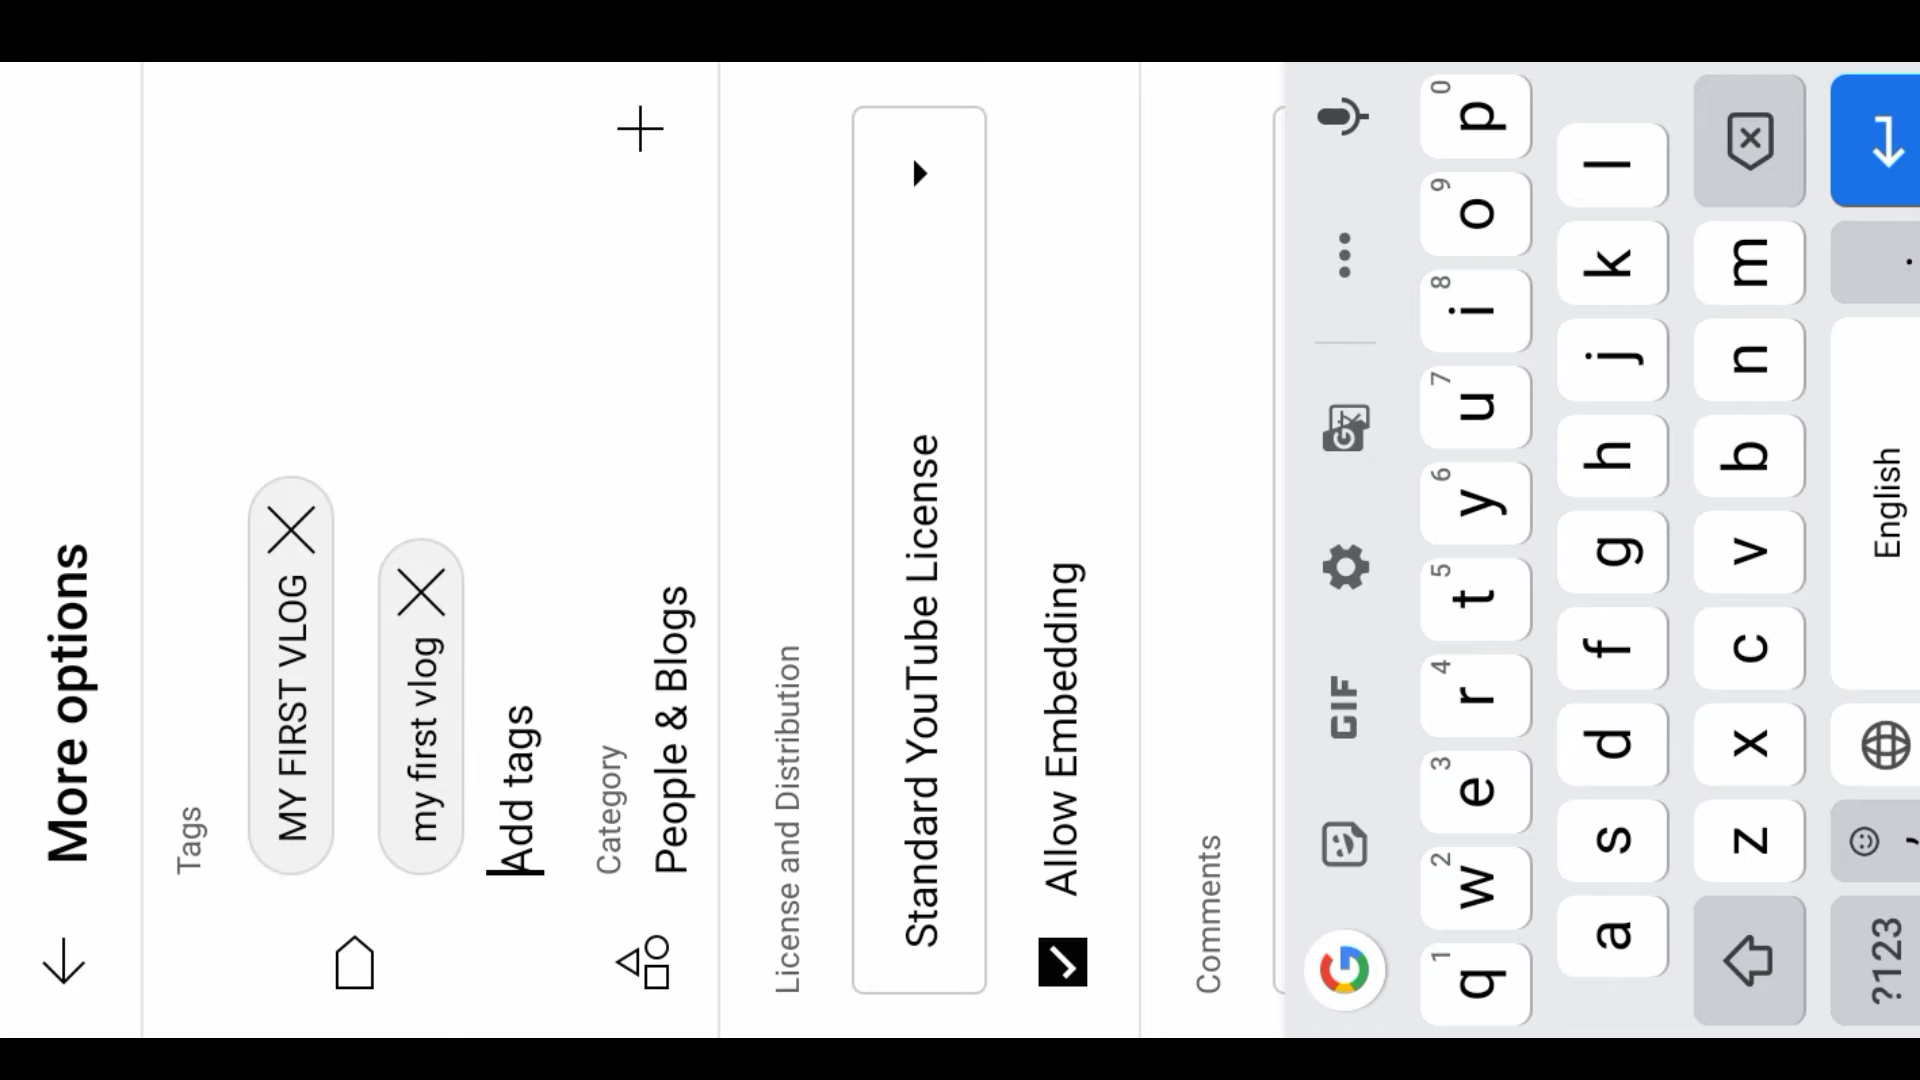 More options
Tags
MY FIRST VLOG
my first vlog
Add tags
Category
People & Blogs
License and Distribution
Standard YouTube License
Allow Embedding
Comments
G GIF G
1 2 3 4 5 6 7 8 9 0
q w e r t y u i o p
a s d f g h j k l
z x c v b n m
?123 , English .